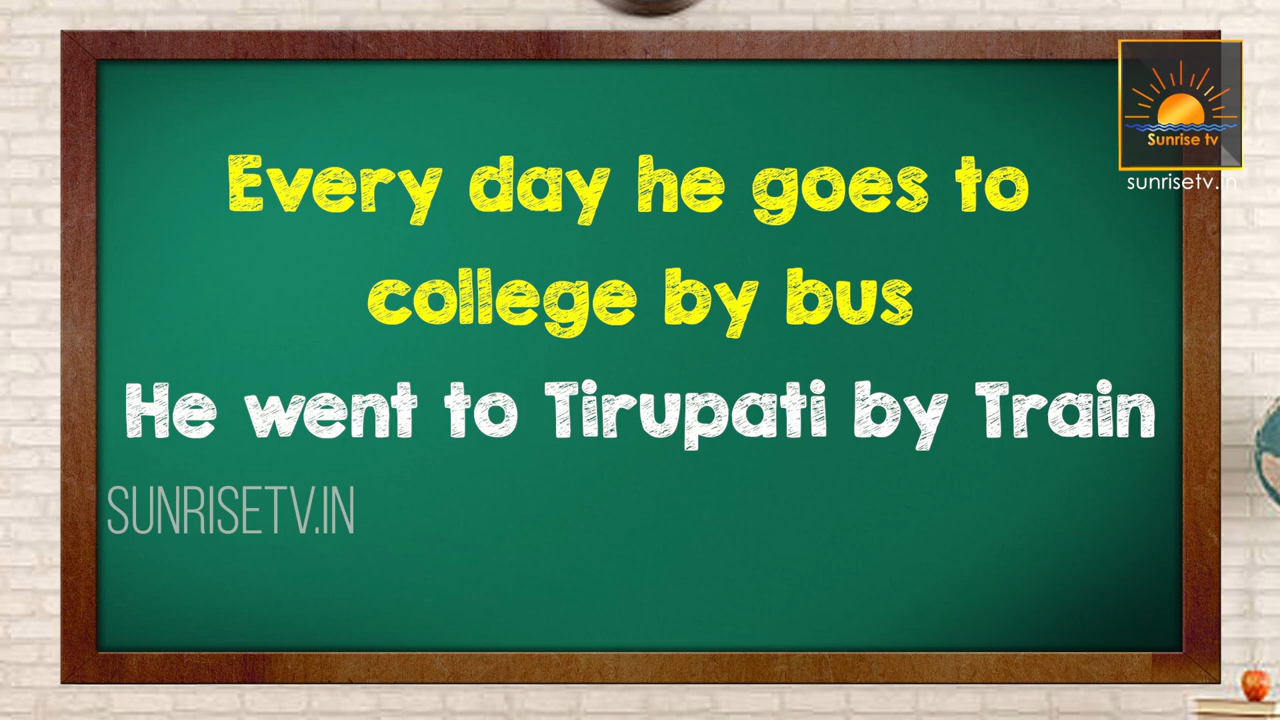 Sunrise tv
sunrisetv.in
Every day he goes to
college by bus
He went to Tirupati by Train
SUNRISETV.IN